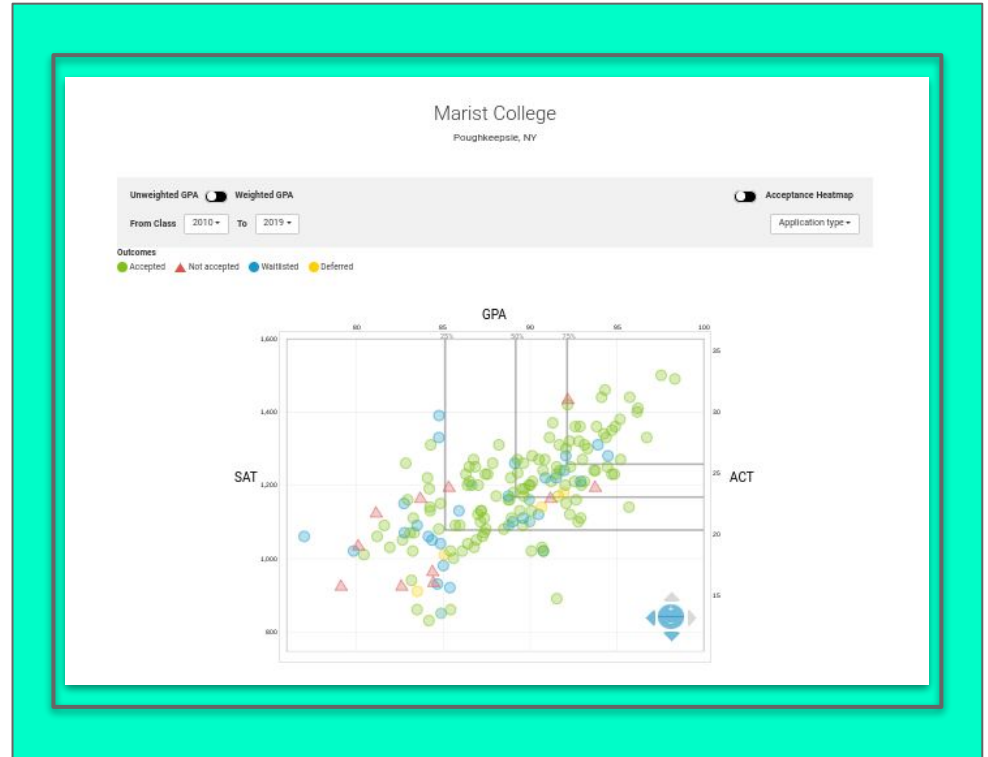 Marist College
Poughkeepsie, NY
Unweighted GPA Weighted GPA Acceptance Heatmap
From Class 2010 To 2019 Application type
Outcomes
Accepted Not accepted Waitlisted Deferred
GPA
80 85 90 95 100
25% 50% 75%
1,600
35
1,400 30
SAT 1,200 25 ACT
20
1,000
15
800